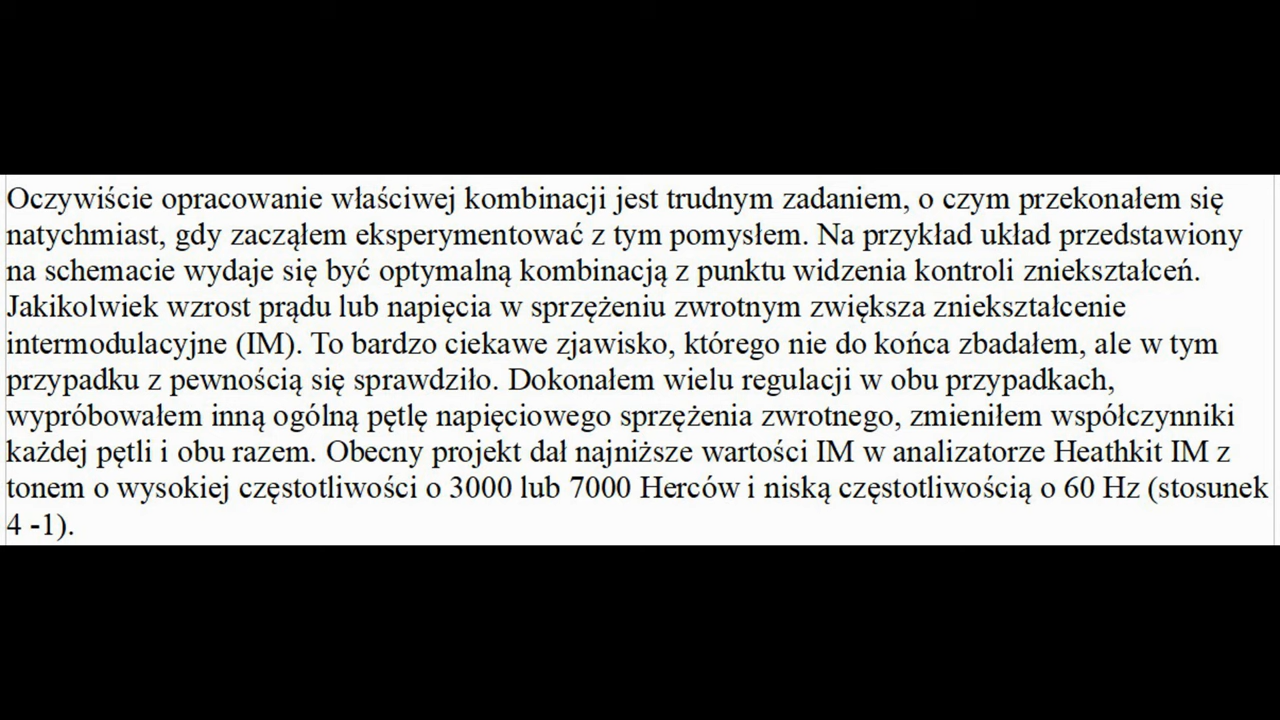 Oczywiście opracowanie właściwej kombinacji jest trudnym zadaniem, o czym przekonałem się
natychmiast, gdy zacząłem eksperymentować z tym pomysłem. Na przykład układ przedstawiony
na schemacie wydaje się być optymalną kombinacją z punktu widzenia kontroli zniekształceń.
Jakikolwiek wzrost prądu lub napięcia w sprzężeniu zwrotnym zwiększa zniekształcenie
intermodulacyjne (IM). To bardzo ciekawe zjawisko, którego nie do końca zbadałem, ale w tym
przypadku z pewnością się sprawdziło. Dokonałem wielu regulacji w obu przypadkach,
wypróbowałem inną ogólną pętlę napięciowego sprzężenia zwrotnego, zmieniłem współczynniki
każdej pętli i obu razem. Obecny projekt dał najniższe wartości IM w analizatorze Heathkit IM z
tonem o wysokiej częstotliwości o 3000 lub 7000 Herców i niską częstotliwością o 60 Hz (stosunek
4 -1).